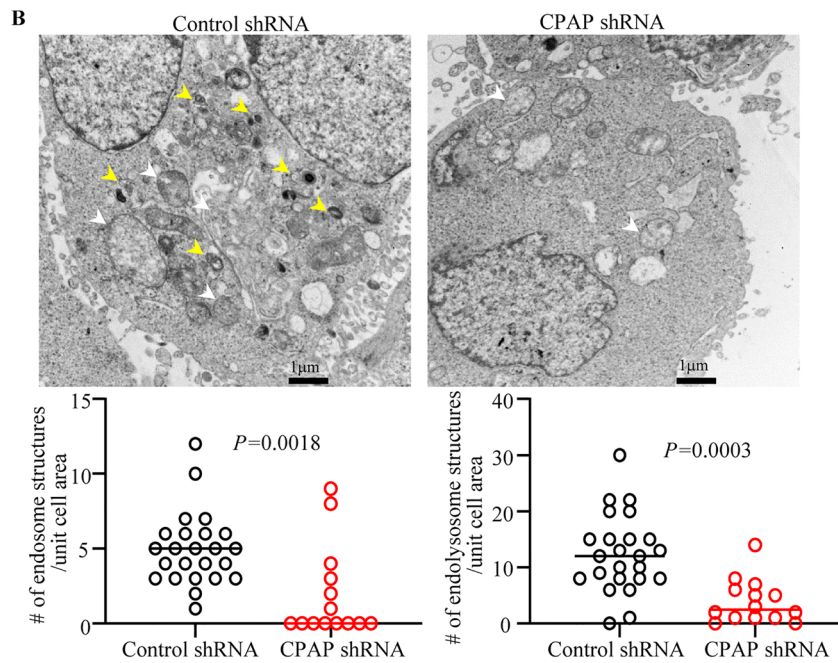 B
Control shRNA
CPAP shRNA
1μm
1μm
# of endosome structures
/unit cell area
15
10
5
0
P=0.0018
Control shRNA
CPAP shRNA
# of endolysosome structures
/unit cell area
40
30
20
10
0
P=0.0003
Control shRNA
CPAP shRNA